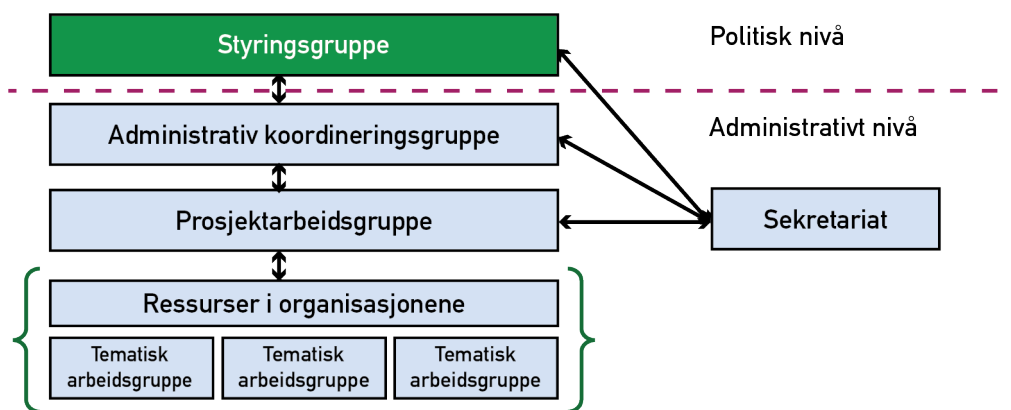 Styringsgruppe
Politisk nivå
Administrativ koordineringsgruppe
Administrativt nivå
Prosjektarbeidsgruppe
Sekretariat
Ressurser i organisasjonene
Tematisk
arbeidsgruppe
Tematisk
arbeidsgruppe
Tematisk
arbeidsgruppe